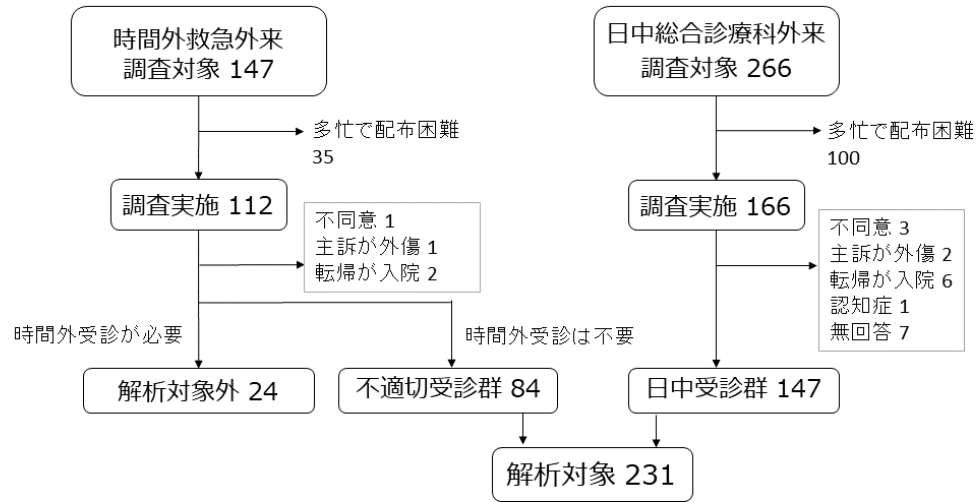 時間外救急外来
調査対象 147
日中総合診療科外来
調査対象 266
多忙で配布困難
35
多忙で配布困難
100
調査実施 112
調査実施 166
不同意 1
主訴が外傷 1
転帰が入院 2
不同意 3
主訴が外傷 2
転帰が入院 6
認知症 1
無回答 7
時間外受診が必要
時間外受診は不要
解析対象外 24
不適切受診群 84
日中受診群 147
解析対象 231